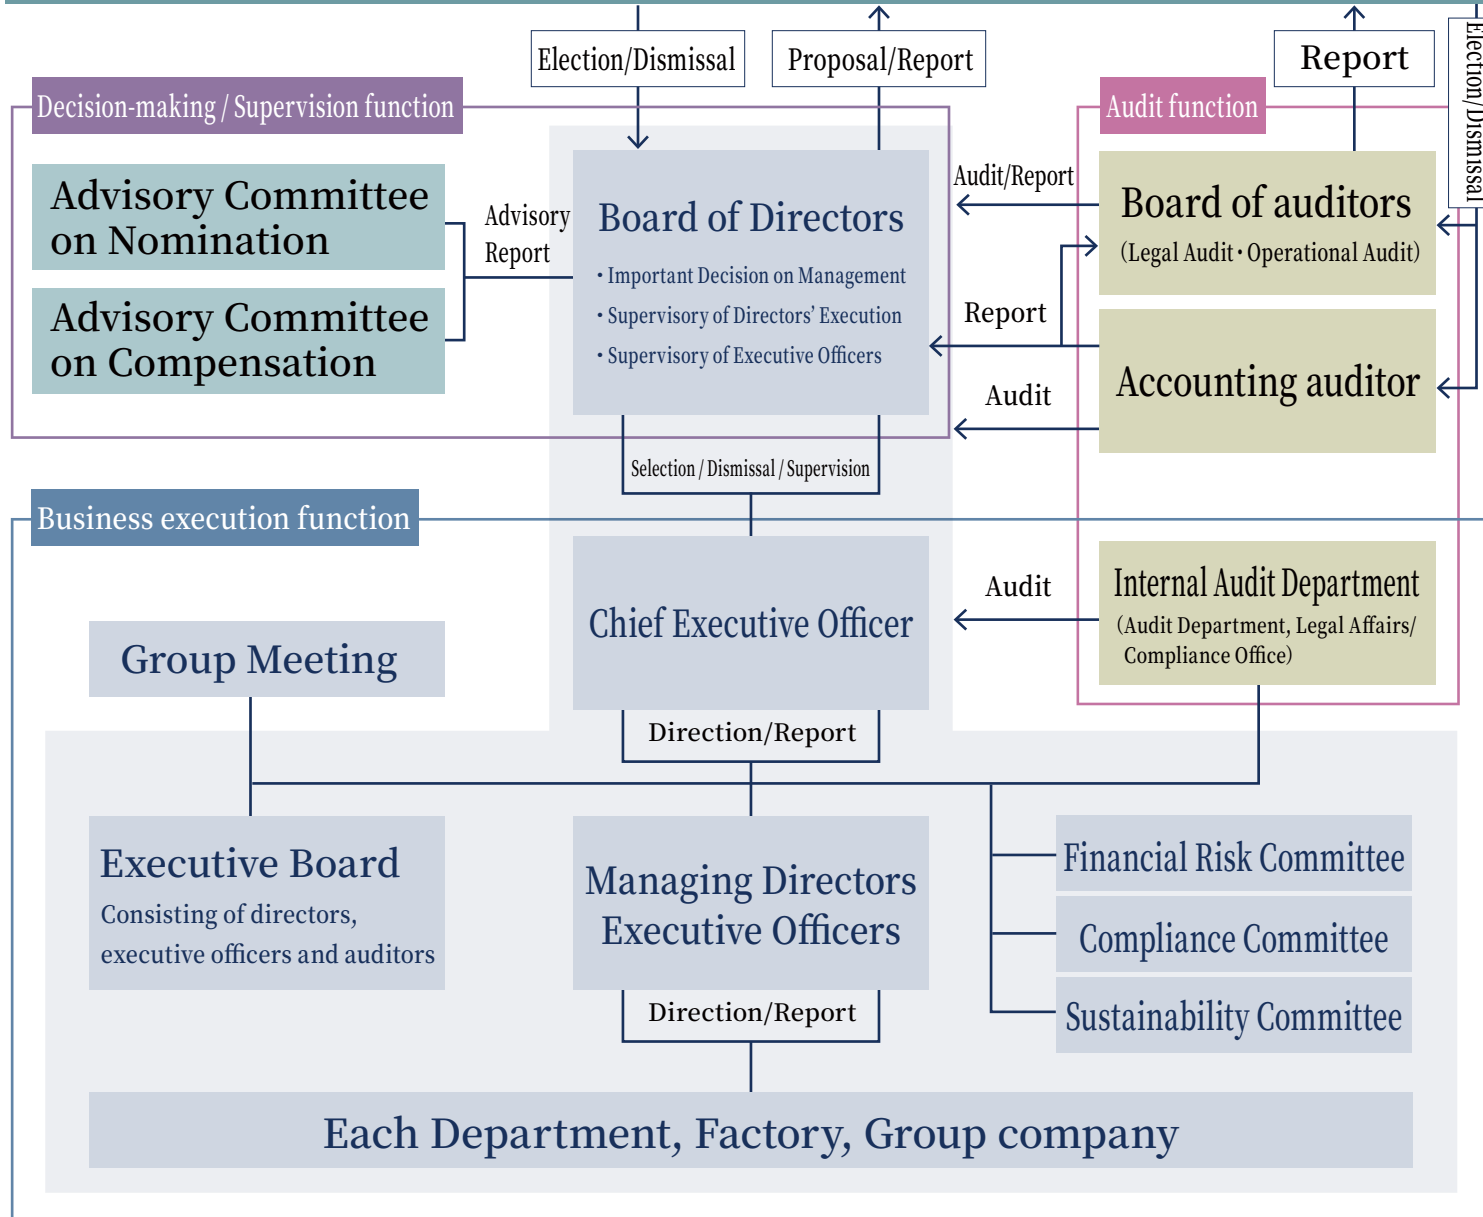 Election/Dismissal
Proposal/Report
Report
Election/Dismissal
Decision-making / Supervision function
Audit function
Advisory Committee
on Nomination
Advisory Committee
on Compensation
Advisory
Report
Board of Directors
・Important Decision on Management
・Supervisory of Directors’ Execution
・Supervisory of Executive Officers
Audit/Report
Report
Audit
Board of auditors
(Legal Audit・Operational Audit)
Accounting auditor
Selection / Dismissal / Supervision
Business execution function
Chief Executive Officer
Audit
Internal Audit Department
(Audit Department, Legal Affairs/
Compliance Office)
Group Meeting
Direction/Report
Executive Board
Consisting of directors,
executive officers and auditors
Managing Directors
Executive Officers
Financial Risk Committee
Compliance Committee
Sustainability Committee
Direction/Report
Each Department, Factory, Group company